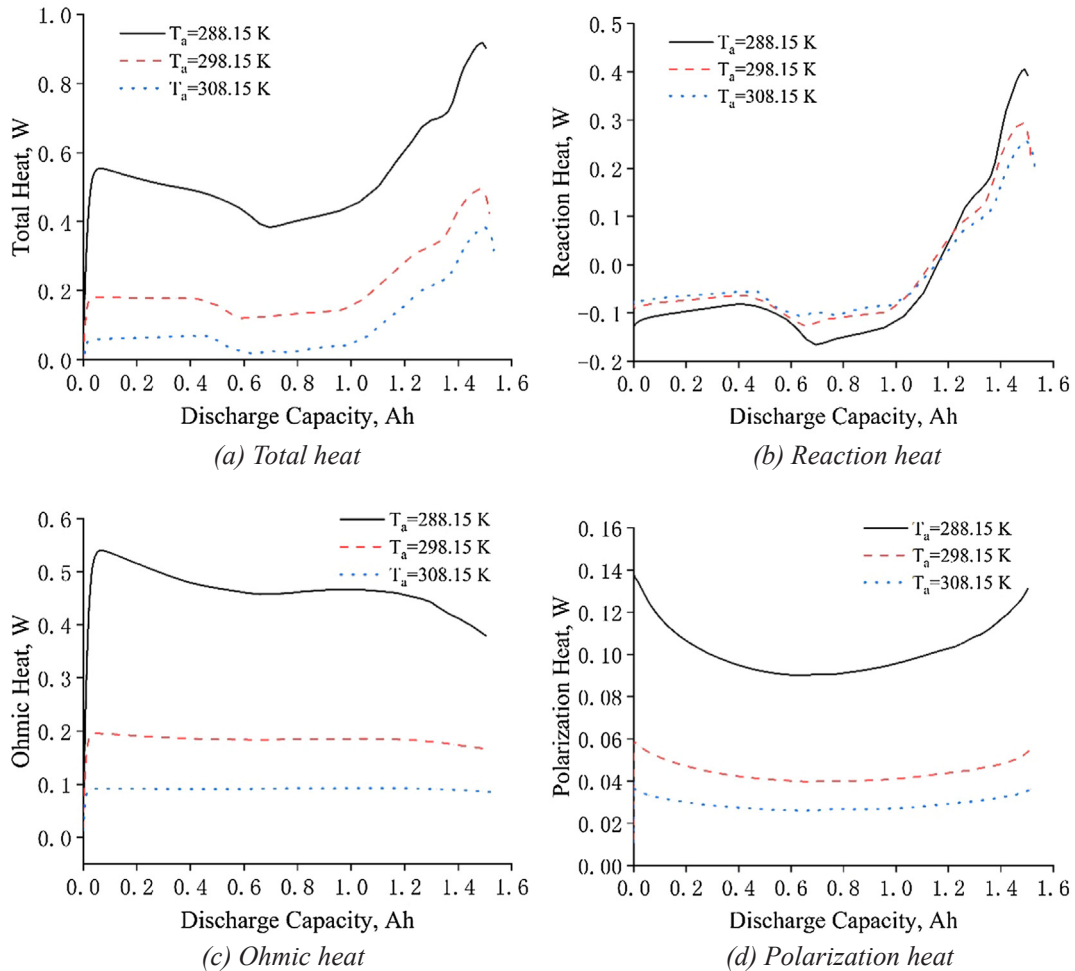 T_a=288.15 K
T_a=298.15 K
T_a=308.15 K
1.0
0.8
0.6
0.4
0.2
0.0
Total Heat, W
0.0 0.2 0.4 0.6 0.8 1.0 1.2 1.4 1.6
Discharge Capacity, Ah
(a) Total heat
T_a=288.15 K
T_a=298.15 K
T_a=308.15 K
0.5
0.4
0.3
0.2
0.1
0.0
-0.1
-0.2
Reaction Heat, W
0.0 0.2 0.4 0.6 0.8 1.0 1.2 1.4 1.6
Discharge Capacity, Ah
(b) Reaction heat
T_a=288.15 K
T_a=298.15 K
T_a=308.15 K
0.6
0.5
0.4
0.3
0.2
0.1
0.0
Ohmic Heat, W
0.0 0.2 0.4 0.6 0.8 1.0 1.2 1.4 1.6
Discharge Capacity, Ah
(c) Ohmic heat
T_a=288.15 K
T_a=298.15 K
T_a=308.15 K
0.16
0.14
0.12
0.10
0.08
0.06
0.04
0.02
0.00
Polarization Heat, W
0.0 0.2 0.4 0.6 0.8 1.0 1.2 1.4 1.6
Discharge Capacity, Ah
(d) Polarization heat